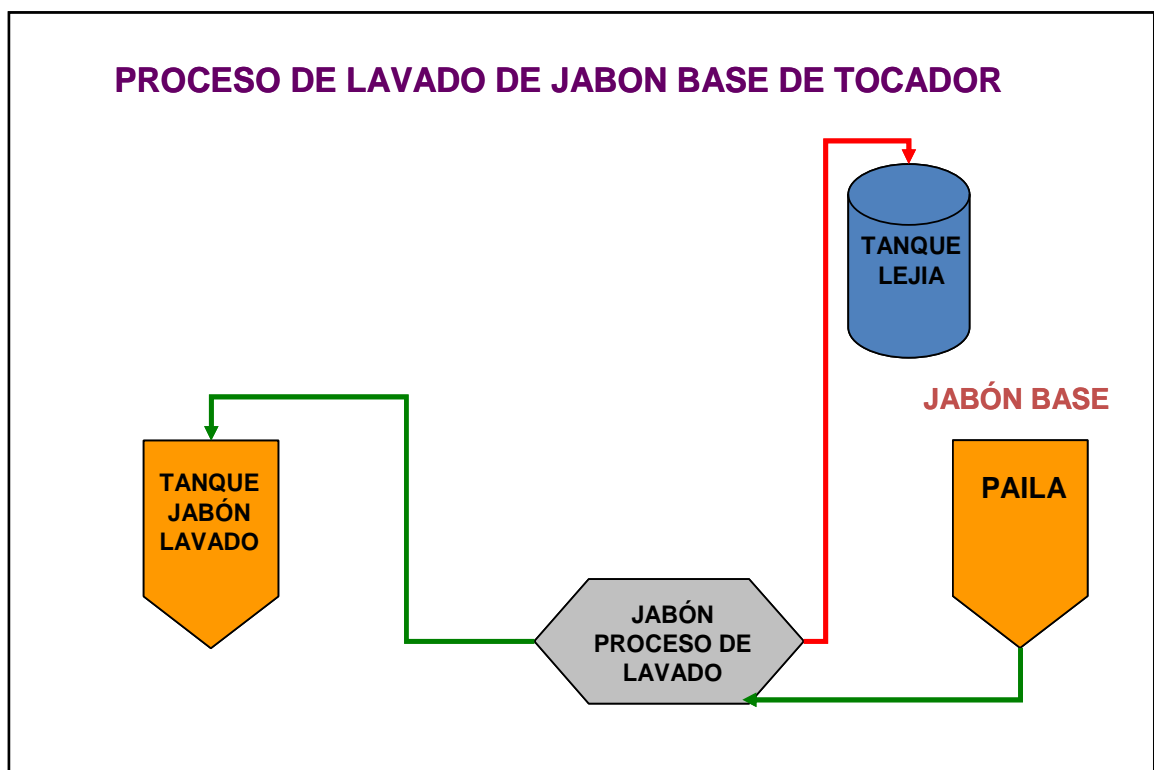 PROCESO DE LAVADO DE JABON BASE DE TOCADOR
TANQUE
LEJIA
JABÓN BASE
TANQUE
JABÓN
LAVADO
PAILA
JABÓN
PROCESO DE
LAVADO